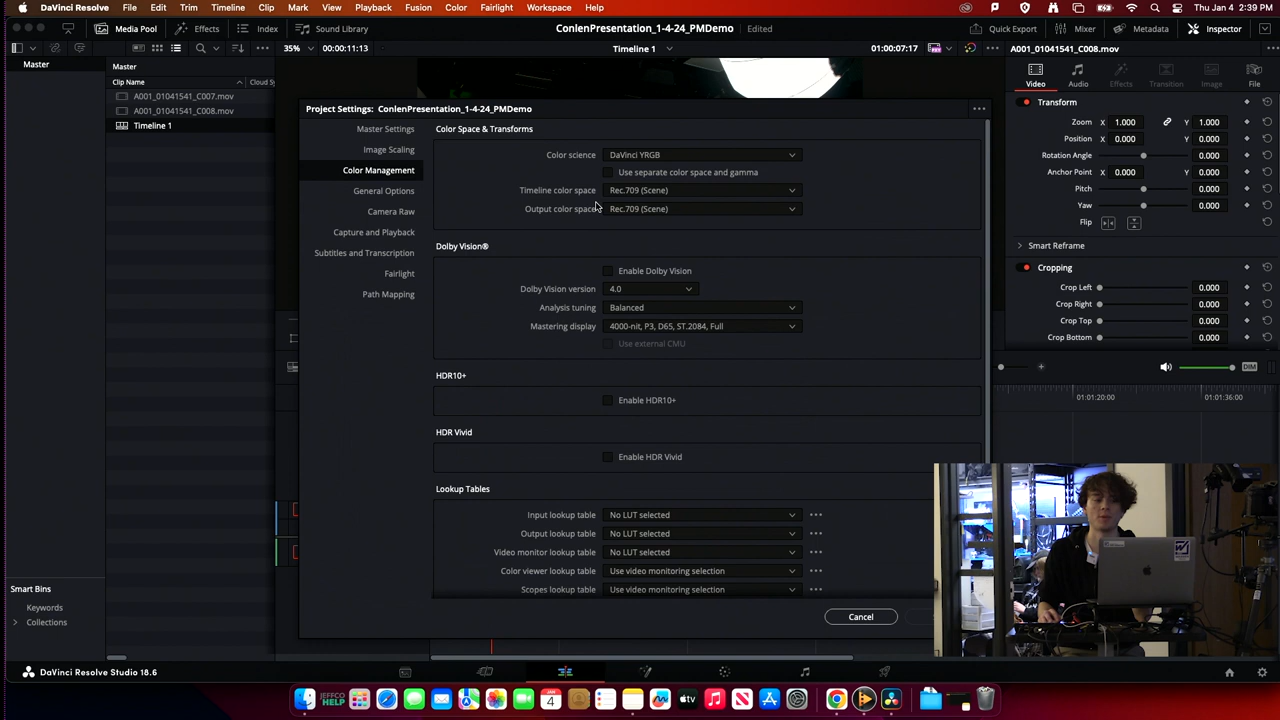 DaVinci Resolve File Edit Trim Timeline Clip Mark View Playback Fusion Color Fairlight Workspace Help Thu Jan 4 2:39 PM
Media Pool Effects Index Sound Library ConlenPresentation_1-4-24_PMDemo Edited Quick Export Mixer Metadata Inspector
35% 00:00:11:13 Timeline 1 01:00:07:17 A001_01041541_C008.mov
Master Master
Clip Name Cloud Sy
A001_01041541_C007.mov
A001_01041541_C008.mov
Timeline 1
Smart Bins
Keywords
Collections
Project Settings: ConlenPresentation_1-4-24_PMDemo
Master Settings
Image Scaling
Color Management
General Options
Camera Raw
Capture and Playback
Subtitles and Transcription
Fairlight
Path Mapping
Color Space & Transforms
Color science DaVinci YRGB
Use separate color space and gamma
Timeline color space Rec.709 (Scene)
Output color space Rec.709 (Scene)
Dolby Vision®
Enable Dolby Vision
Dolby Vision version 4.0
Analysis tuning Balanced
Mastering display 4000-nit, P3, D65, ST.2084, Full
Use external CMU
HDR10+
Enable HDR10+
HDR Vivid
Enable HDR Vivid
Lookup Tables
Input lookup table No LUT selected
Output lookup table No LUT selected
Video monitor lookup table No LUT selected
Color viewer lookup table Use video monitoring selection
Scopes lookup table Use video monitoring selection
Cancel
Video Audio Effects Transition Image File
Transform
Zoom X 1.000 Y 1.000
Position X 0.000 Y 0.000
Rotation Angle 0.000
Anchor Point X 0.000 Y 0.000
Pitch 0.000
Yaw 0.000
Flip
Smart Reframe
Cropping
Crop Left 0.000
Crop Right 0.000
Crop Top 0.000
Crop Bottom 0.000
DIM
01:01:20:00 01:01:36:00
DaVinci Resolve Studio 18.6
JEFFCO
HELP
JAN
4
tv